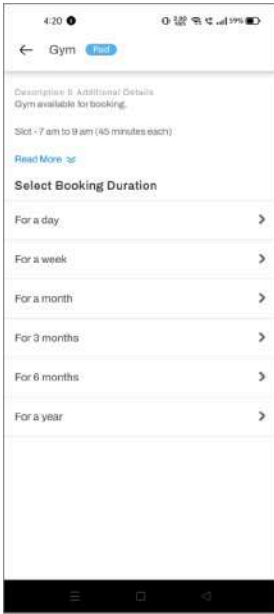 4:20
59%
Gym Paid
Description & Additional Details
Gym available for booking.
Slot - 7 am to 9 am (45 minutes each)
Read More
Select Booking Duration
For a day
For a week
For a month
For 3 months
For 6 months
For a year